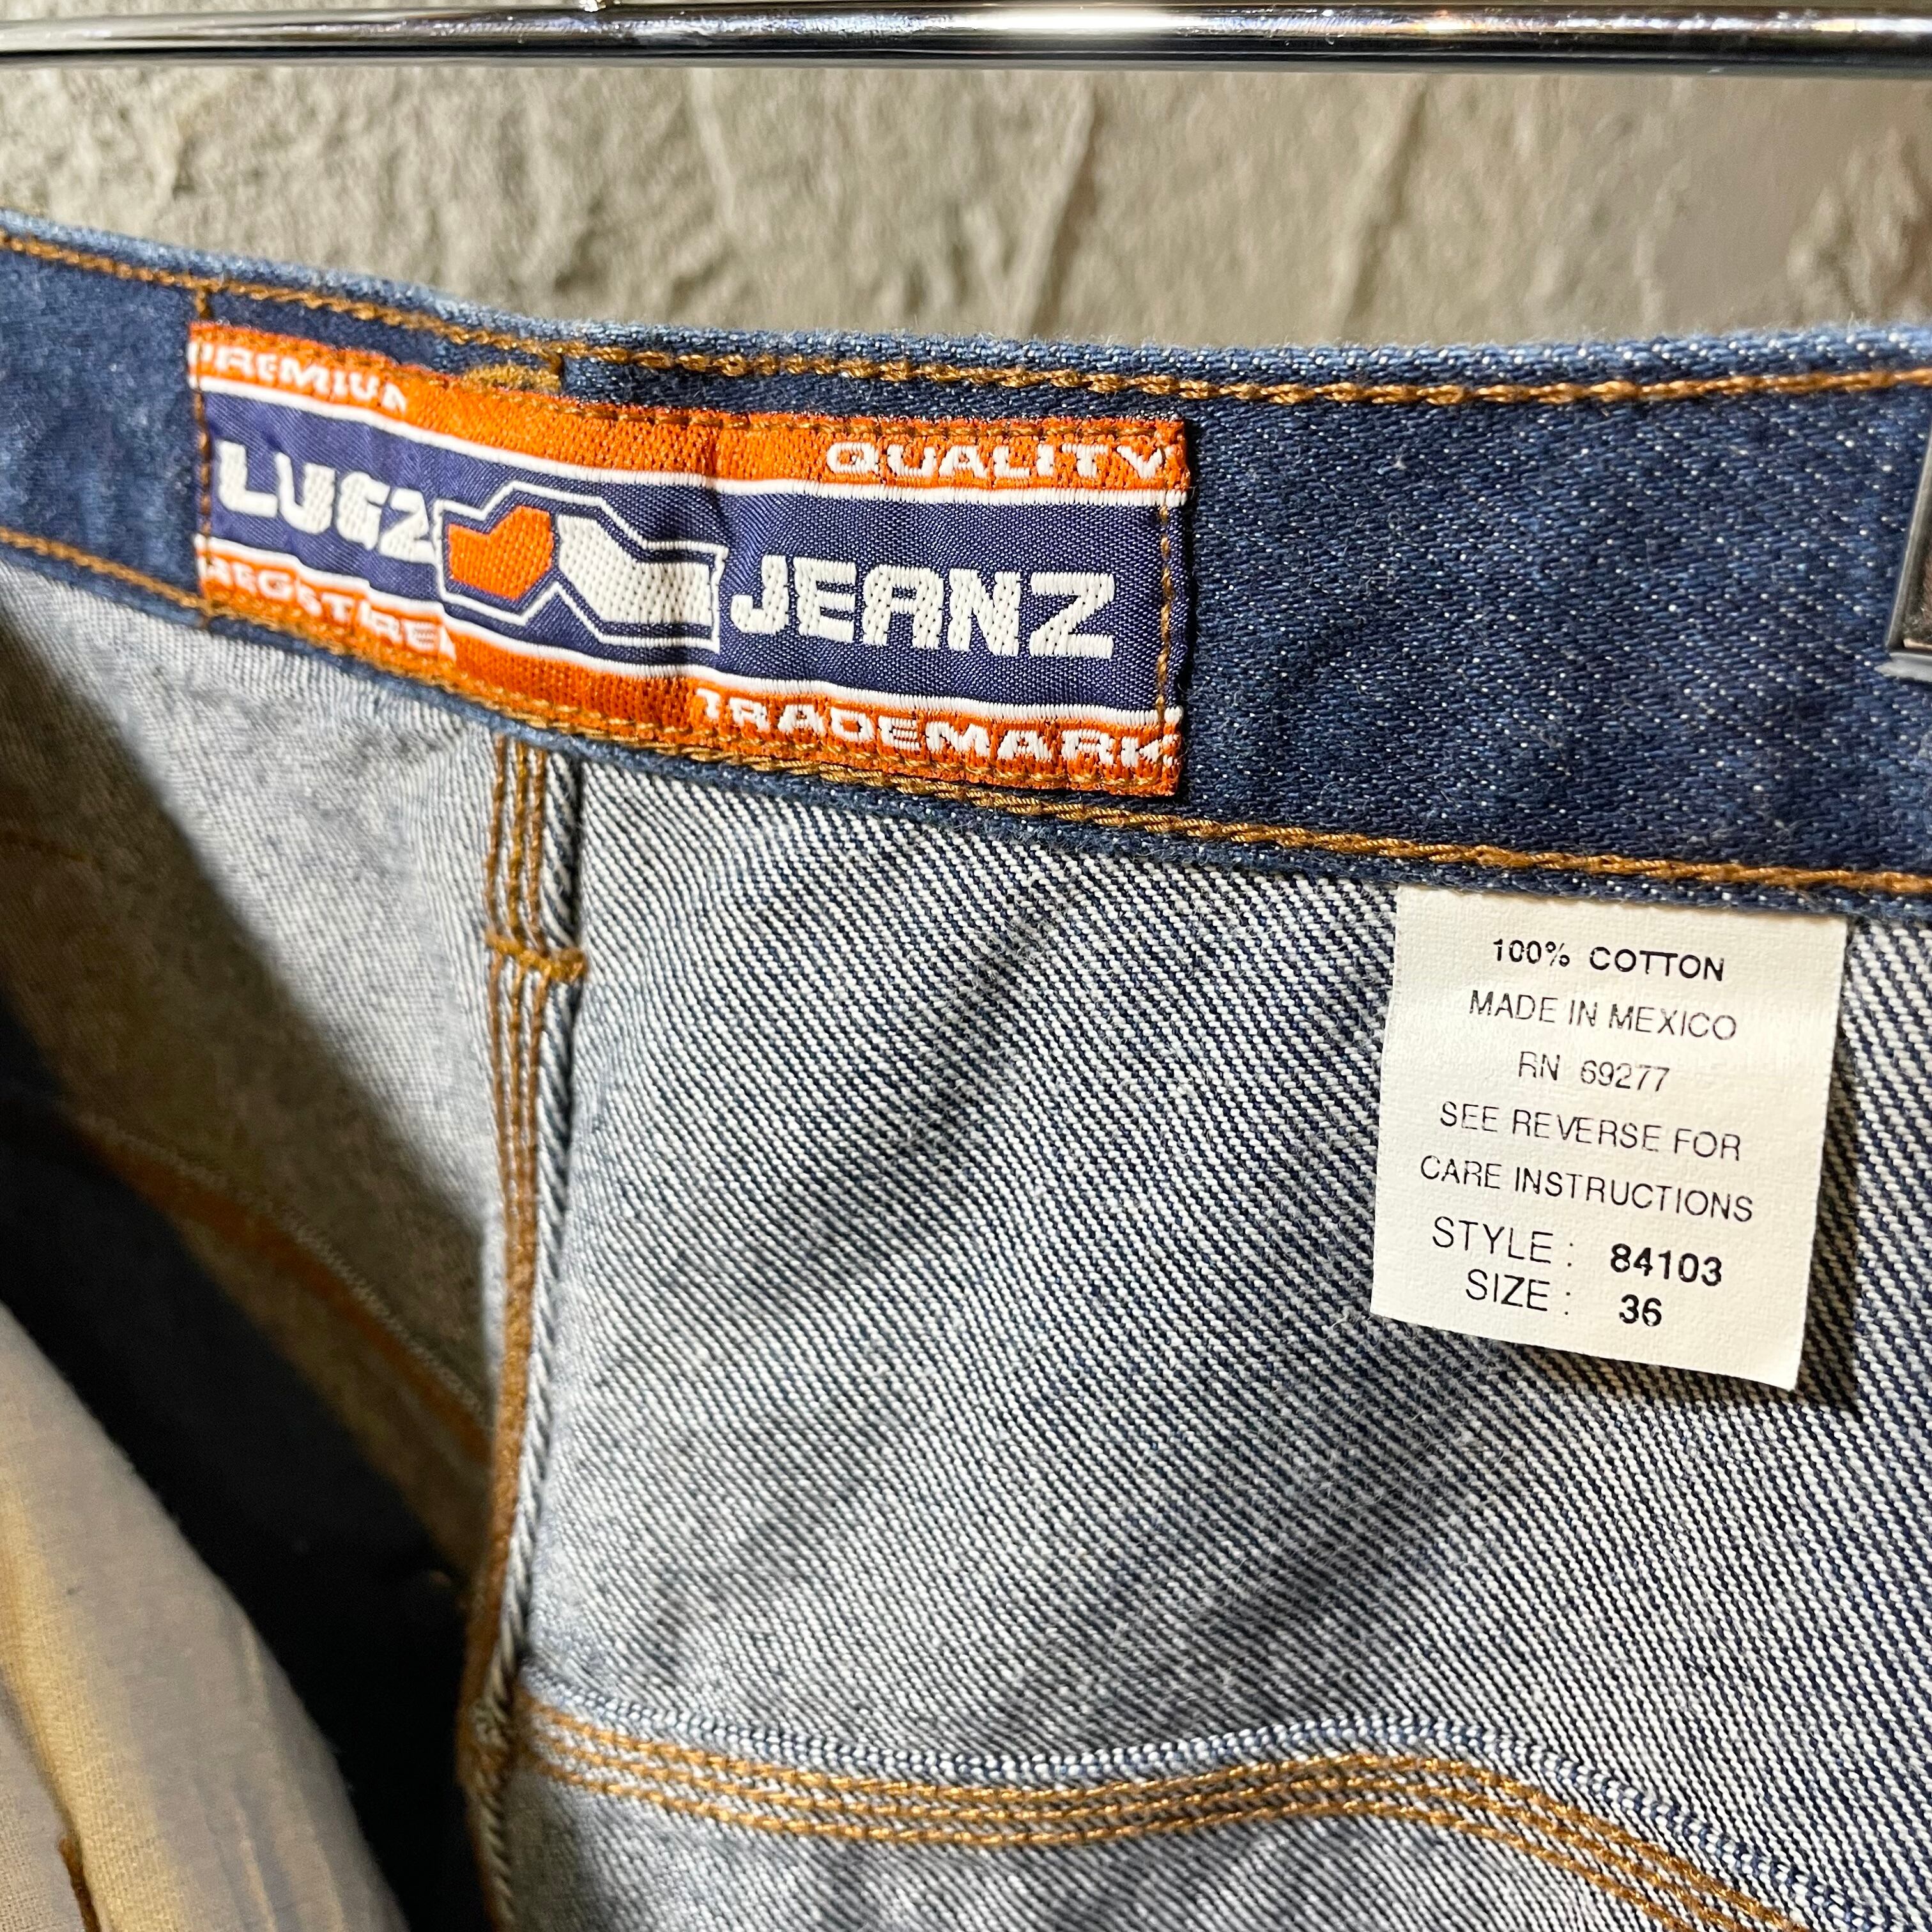 PREMIUM QUALITY
LUGZ JEANZ
REGISTERED TRADEMARK
100% COTTON
MADE IN MEXICO
RN 69277
SEE REVERSE FOR
CARE INSTRUCTIONS
STYLE : 84103
SIZE : 36